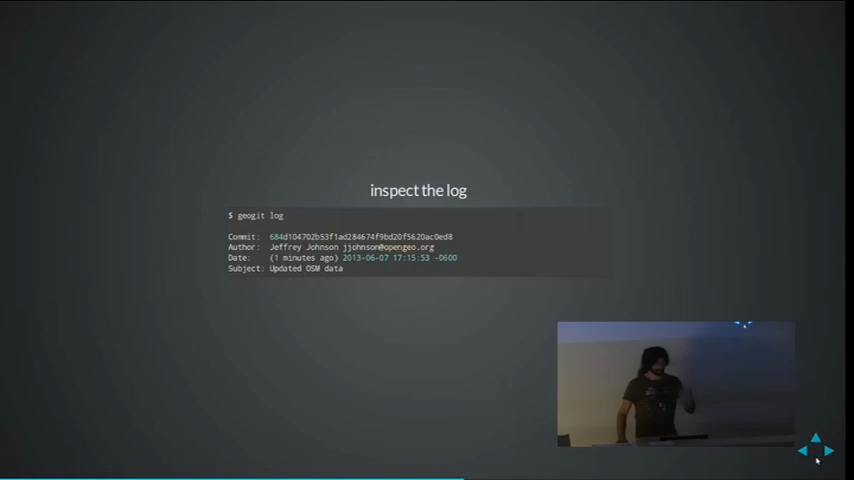 inspect the log
$ geogit log
Commit: 684d104702b53f1ad284674f9bd20f5620ac0ed8
Author: Jeffrey Johnson jjohnson@opengeo.org
Date: (1 minutes ago) 2013-06-07 17:15:53 -0600
Subject: Updated OSM data